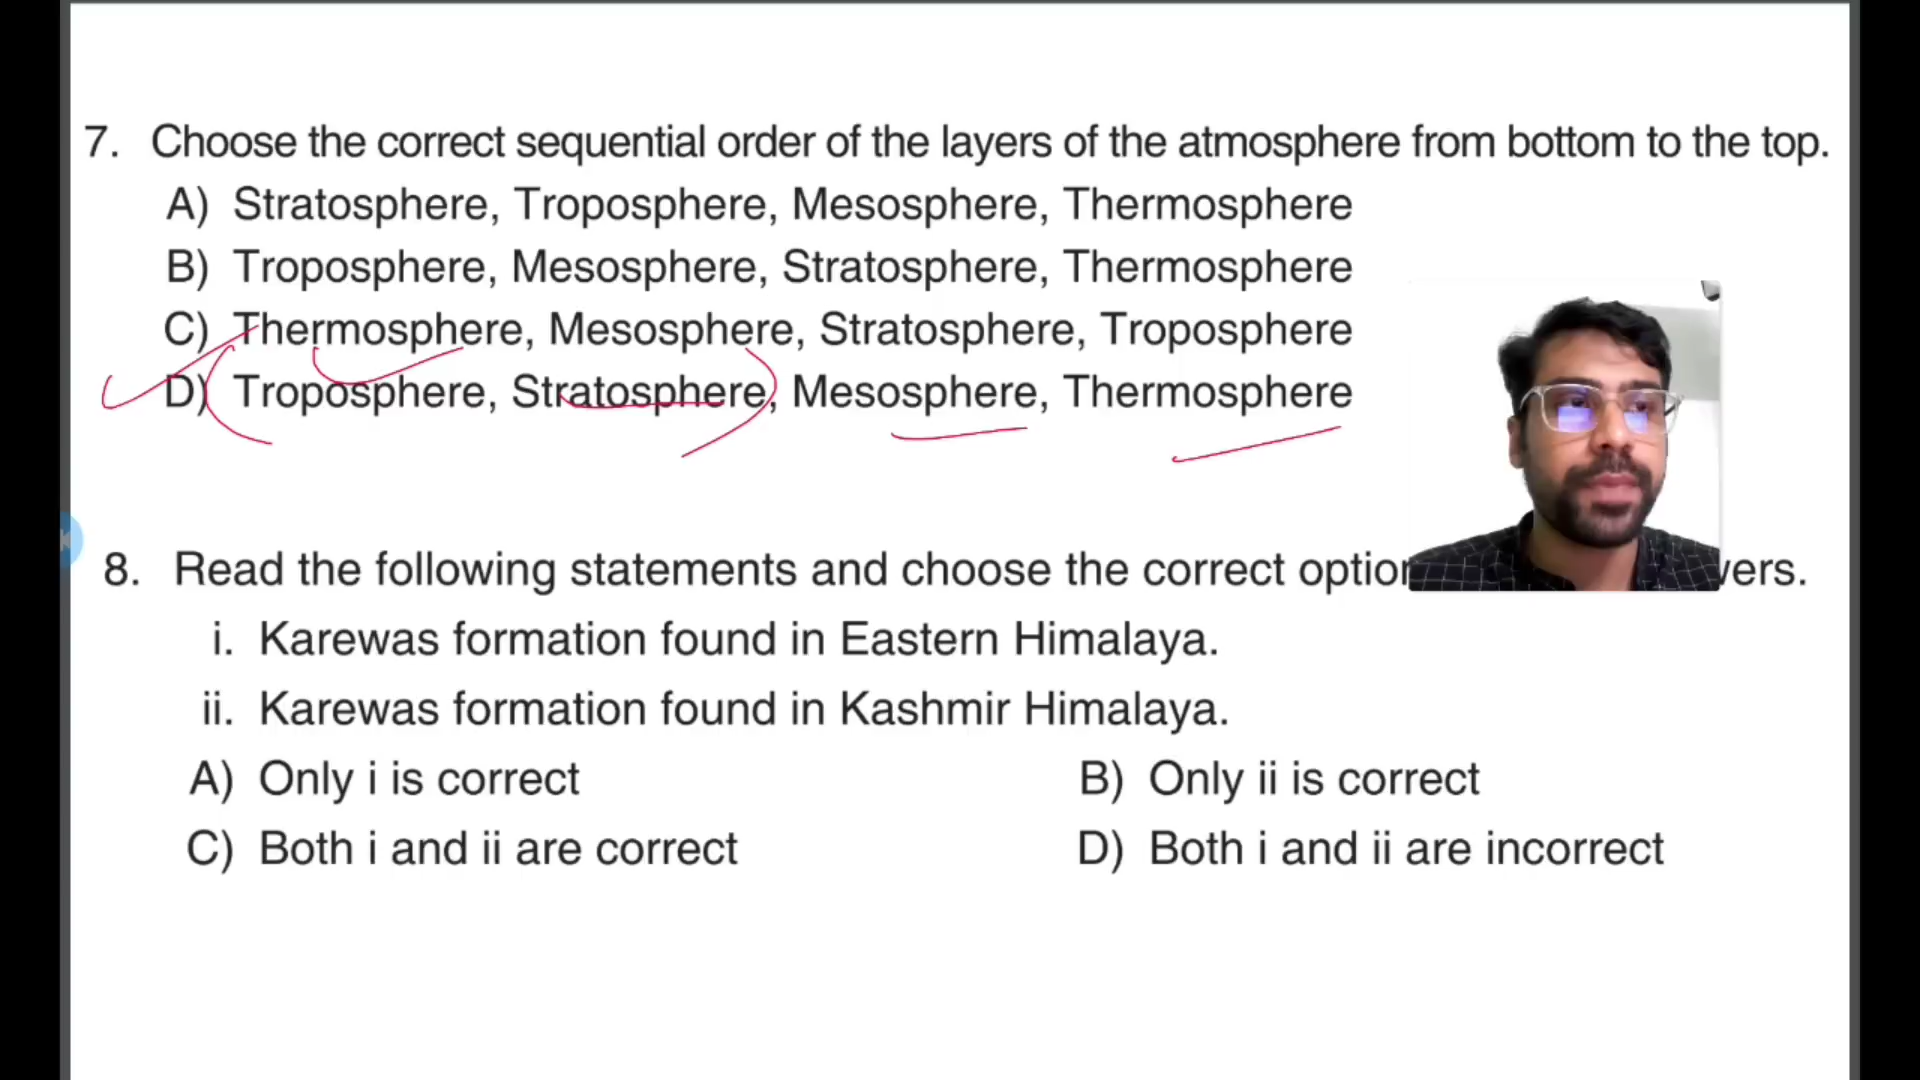 7. Choose the correct sequential order of the layers of the atmosphere from bottom to the top.
A) Stratosphere, Troposphere, Mesosphere, Thermosphere
B) Troposphere, Mesosphere, Stratosphere, Thermosphere
C) Thermosphere, Mesosphere, Stratosphere, Troposphere
D) Troposphere, Stratosphere, Mesosphere, Thermosphere
8. Read the following statements and choose the correct
i. Karewas formation found in Eastern Himalaya.
ii. Karewas formation found in Kashmir Himalaya.
A) Only i is correct B) Only ii is correct
C) Both i and ii are correct D) Both i and ii are incorrect